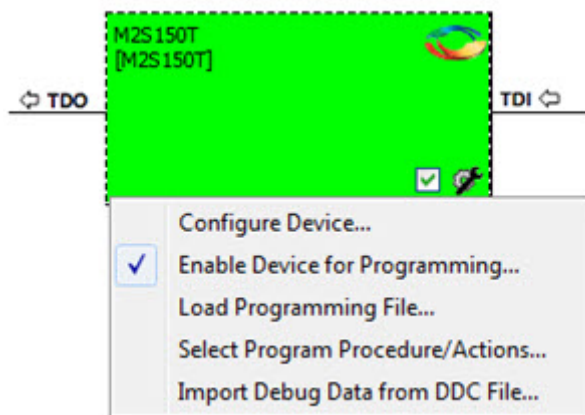 M2S150T
[M2S150T]
TDO
TDI
Configure Device...
Enable Device for Programming...
Load Programming File...
Select Program Procedure/Actions...
Import Debug Data from DDC File...